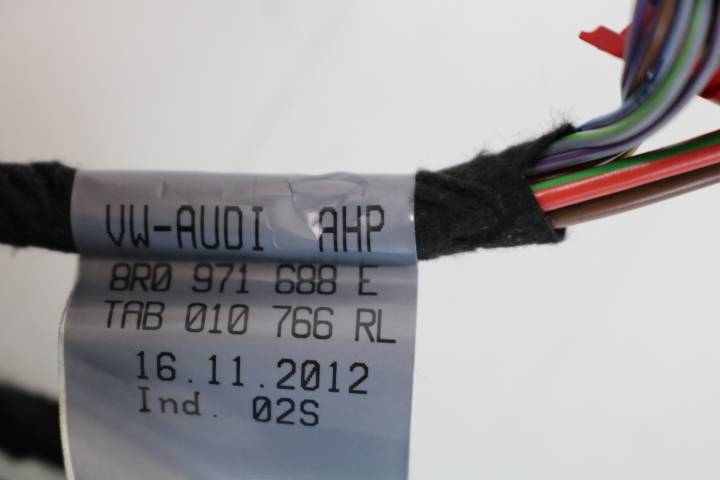 VW-AUDI AHP
8R0 971 688 E
TAB 010 766 RL
16.11.2012
Ind. 02S